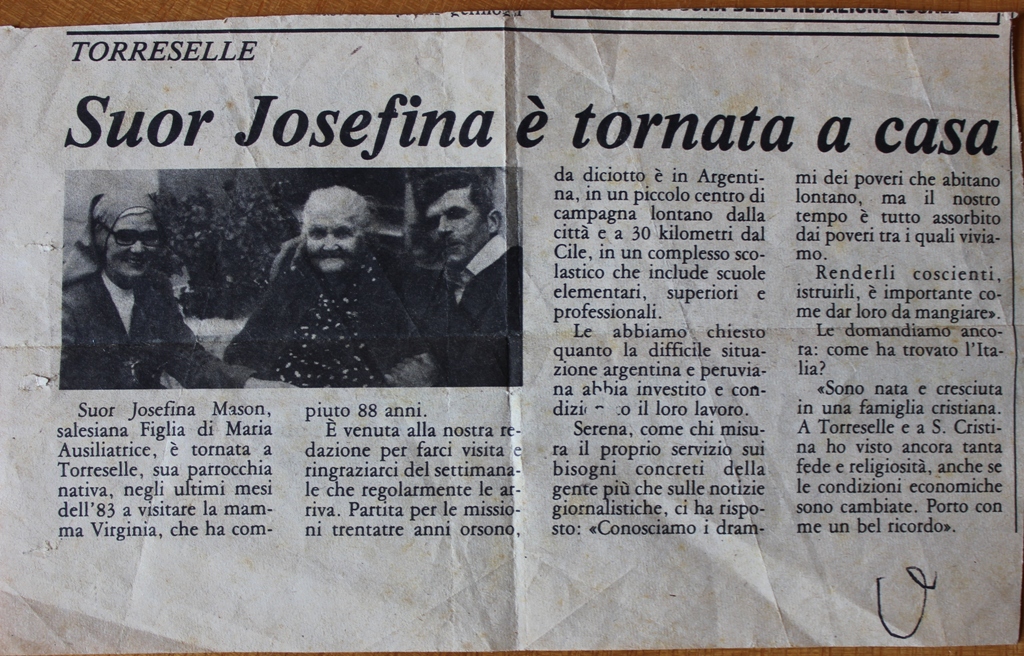 TORRESELLE
Suor Josefina è tornata a casa
Suor Josefina Mason,
salesiana Figlia di Maria
Ausiliatrice, è tornata a
Torreselle, sua parrocchia
nativa, negli ultimi mesi
dell'83 a visitare la mam-
ma Virginia, che ha com-
piuto 88 anni.
È venuta alla nostra re-
dazione per farci visita e
ringraziarci del settimana-
le che regolarmente le ar-
riva. Partita per le missio-
ni trentatre anni orsono,
da diciotto è in Argenti-
na, in un piccolo centro di
campagna lontano dalla
città e a 30 kilometri dal
Cile, in un complesso sco-
lastico che include scuole
elementari, superiori e
professionali.
Le abbiamo chiesto
quanto la difficile situa-
zione argentina e peruvia-
na abbia investito e con-
il loro lavoro.
Serena, come chi misu-
ra il proprio servizio sui
bisogni concreti della
gente più che sulle notizie
giornalistiche, ci ha rispo-
sto: «Conosciamo i dram-
mi dei poveri che abitano
lontano, ma il nostro
tempo è tutto assorbito
dai poveri tra i quali vivia-
mo.
Renderli coscienti,
istruirli, è importante co-
me dar loro da mangiare».
Le domandiamo anco-
ra: come ha trovato l'Ita-
lia?
«Sono nata e cresciuta
in una famiglia cristiana.
A Torreselle e a S. Cristi-
na ho visto ancora tanta
fede e religiosità, anche se
le condizioni economiche
sono cambiate. Porto con
me un bel ricordo».